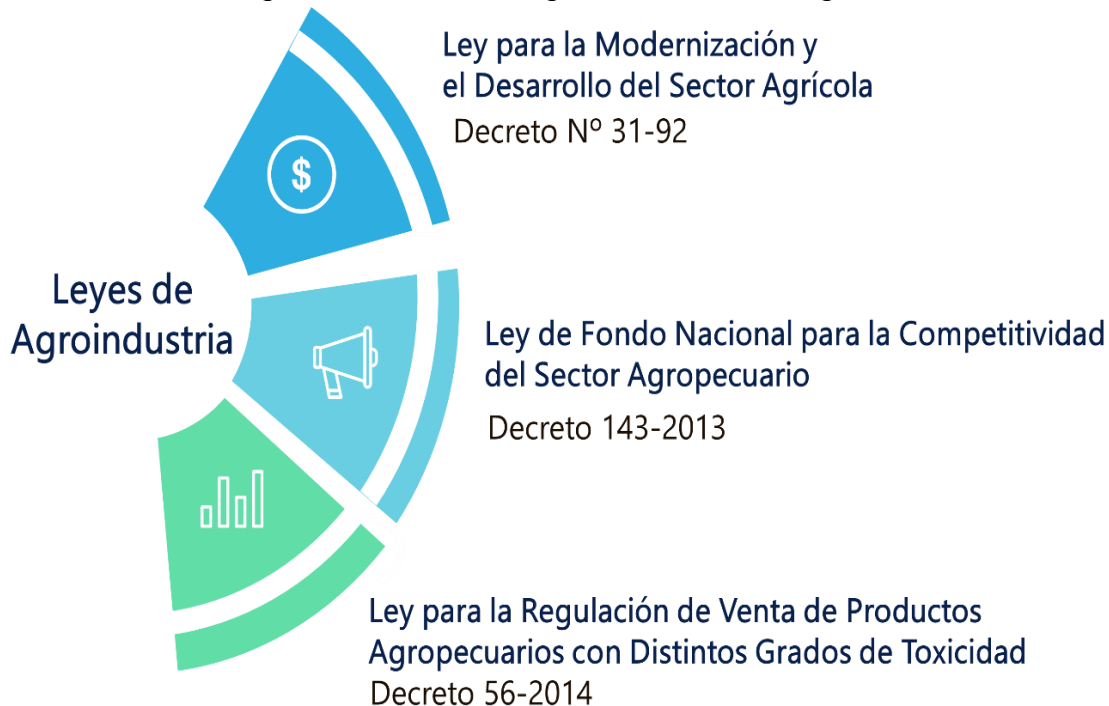 Leyes de
Agroindustria
$
Ley para la Modernización y
el Desarrollo del Sector Agrícola
Decreto Nº 31-92
Ley de Fondo Nacional para la Competitividad
del Sector Agropecuario
Decreto 143-2013
Ley para la Regulación de Venta de Productos
Agropecuarios con Distintos Grados de Toxicidad
Decreto 56-2014